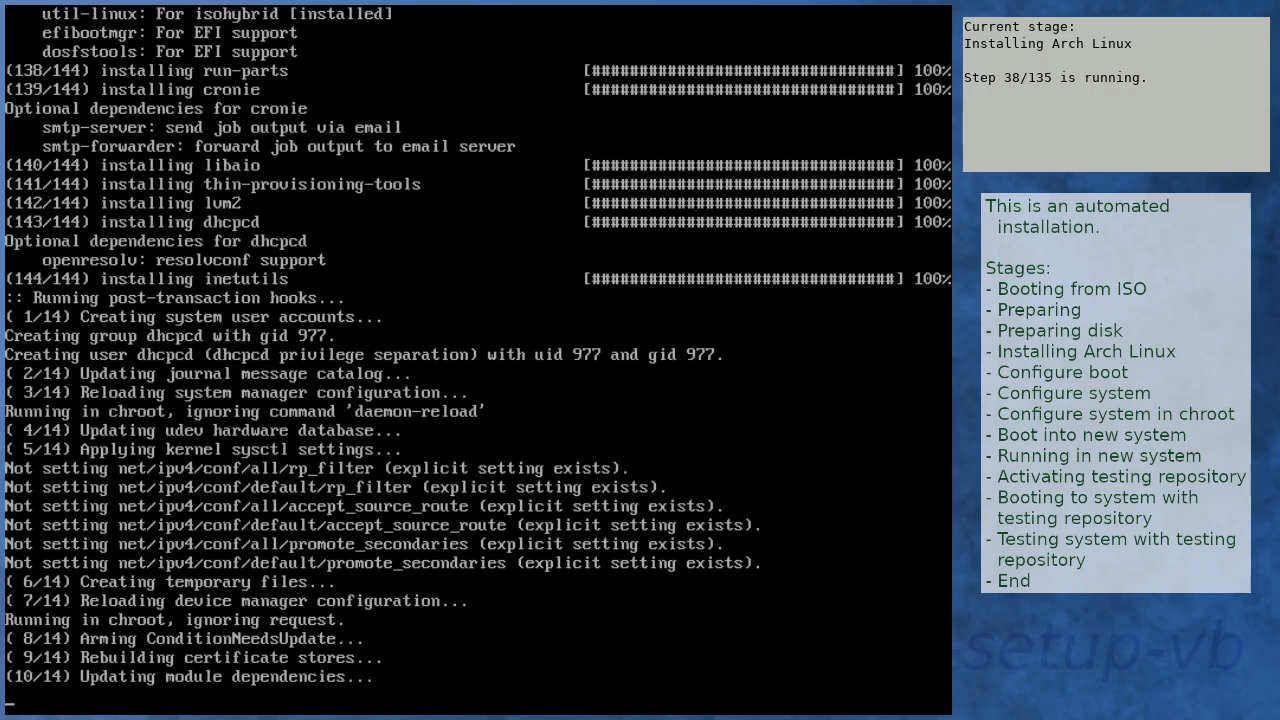 util-linux: For isohybrid [installed]
efibootmgr: For EFI support
dosfstools: For EFI support
(138/144) installing run-parts [################################] 100%
(139/144) installing cronie [################################] 100%
Optional dependencies for cronie
smtp-server: send job output via email
smtp-forwarder: forward job output to email server
(140/144) installing libaio [################################] 100%
(141/144) installing thin-provisioning-tools [################################] 100%
(142/144) installing lvm2 [################################] 100%
(143/144) installing dhcpcd [################################] 100%
Optional dependencies for dhcpcd
openresolv: resolvconf support
(144/144) installing inetutils [################################] 100%
:: Running post-transaction hooks...
( 1/14) Creating system user accounts...
Creating group dhcpcd with gid 977.
Creating user dhcpcd (dhcpcd privilege separation) with uid 977 and gid 977.
( 2/14) Updating journal message catalog...
( 3/14) Reloading system manager configuration...
Running in chroot, ignoring command 'daemon-reload'
( 4/14) Updating udev hardware database...
( 5/14) Applying kernel sysctl settings...
Not setting net/ipv4/conf/all/rp_filter (explicit setting exists).
Not setting net/ipv4/conf/default/rp_filter (explicit setting exists).
Not setting net/ipv4/conf/all/accept_source_route (explicit setting exists).
Not setting net/ipv4/conf/default/accept_source_route (explicit setting exists).
Not setting net/ipv4/conf/all/promote_secondaries (explicit setting exists).
Not setting net/ipv4/conf/default/promote_secondaries (explicit setting exists).
( 6/14) Creating temporary files...
( 7/14) Reloading device manager configuration...
Running in chroot, ignoring request.
( 8/14) Arming ConditionNeedsUpdate...
( 9/14) Rebuilding certificate stores...
(10/14) Updating module dependencies...
Current stage:
Installing Arch Linux
Step 38/135 is running.
This is an automated
installation.
Stages:
- Booting from ISO
- Preparing
- Preparing disk
- Installing Arch Linux
- Configure boot
- Configure system
- Configure system in chroot
- Boot into new system
- Running in new system
- Activating testing repository
- Booting to system with
testing repository
- Testing system with testing
repository
- End
-setup-vb